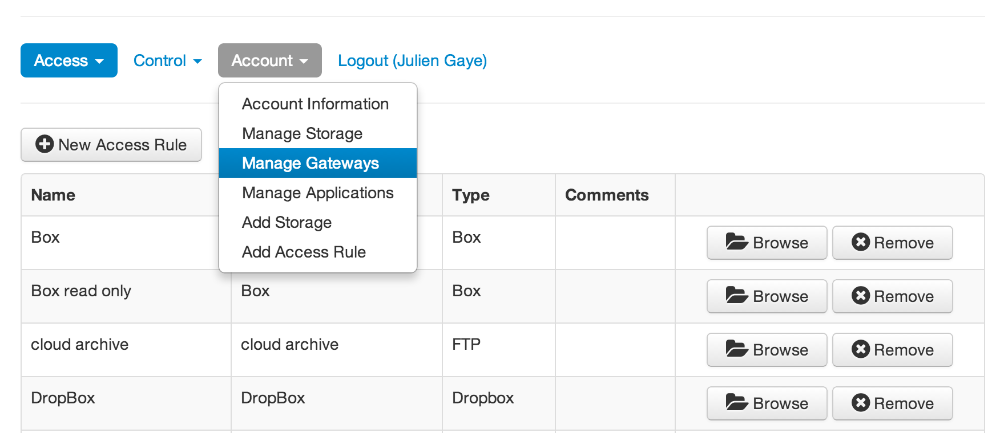 Access Control Account Logout (Julien Gaye)
Account Information
Manage Storage
Manage Gateways
Manage Applications
Add Storage
Add Access Rule
New Access Rule
Name Type Comments
Box Box Browse Remove
Box read only Box Box Browse Remove
cloud archive cloud archive FTP Browse Remove
DropBox DropBox Dropbox Browse Remove